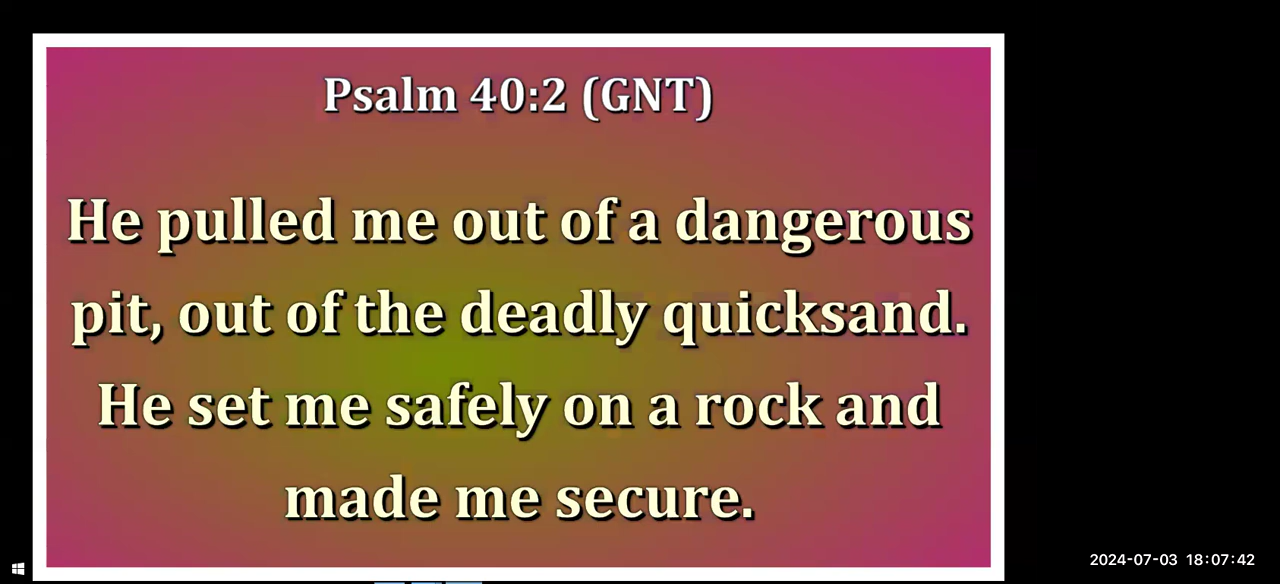 Psalm 40:2 (GNT)
He pulled me out of a dangerous
pit, out of the deadly quicksand.
He set me safely on a rock and
made me secure.
2024-07-03 18:07:42